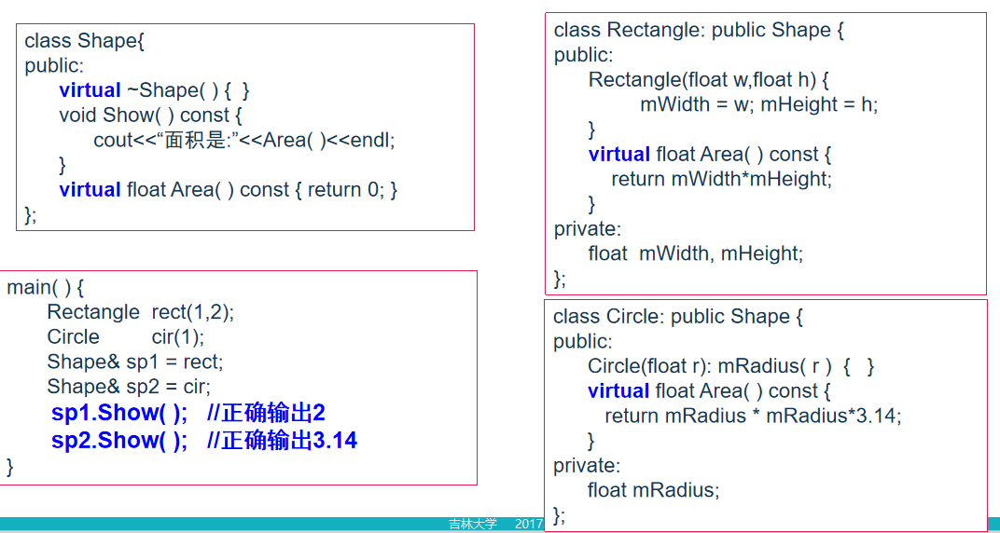 class Shape{
public:
virtual ~Shape( ) {  }
void Show( ) const {
cout<<“面积是:”<<Area( )<<endl;
}
virtual float Area( ) const { return 0; }
};
main( ) {
Rectangle  rect(1,2);
Circle         cir(1);
Shape& sp1 = rect;
Shape& sp2 = cir;
sp1.Show( );   //正确输出2
sp2.Show( );   //正确输出3.14
}
class Rectangle: public Shape {
public:
Rectangle(float w,float h) {
mWidth = w; mHeight = h;
}
virtual float Area( ) const {
return mWidth*mHeight;
}
private:
float  mWidth, mHeight;
};
class Circle: public Shape {
public:
Circle(float r): mRadius( r )  {   }
virtual float Area( ) const {
return mRadius * mRadius*3.14;
}
private:
float mRadius;
};
吉林大学     2017